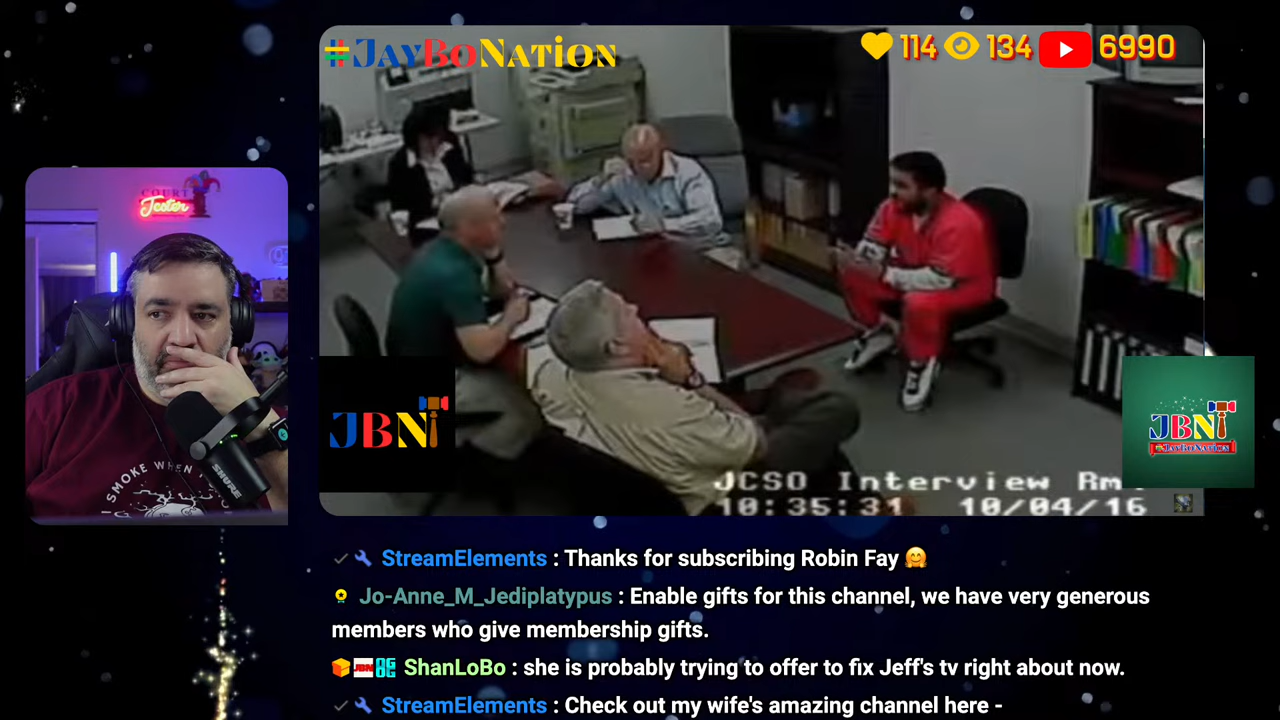 #JayBoNation
114 134 6990
COURT
Jester
I SMOKE WHEN I
SHURE
JBN
JBN
#JayBoNation
JCSO Interview Rm
10:35:31 10/04/16
StreamElements : Thanks for subscribing Robin Fay 🤗
Jo-Anne_M_Jediplatypus : Enable gifts for this channel, we have very generous
members who give membership gifts.
JBN ShanLoBo : she is probably trying to offer to fix Jeff's tv right about now.
StreamElements : Check out my wife's amazing channel here -